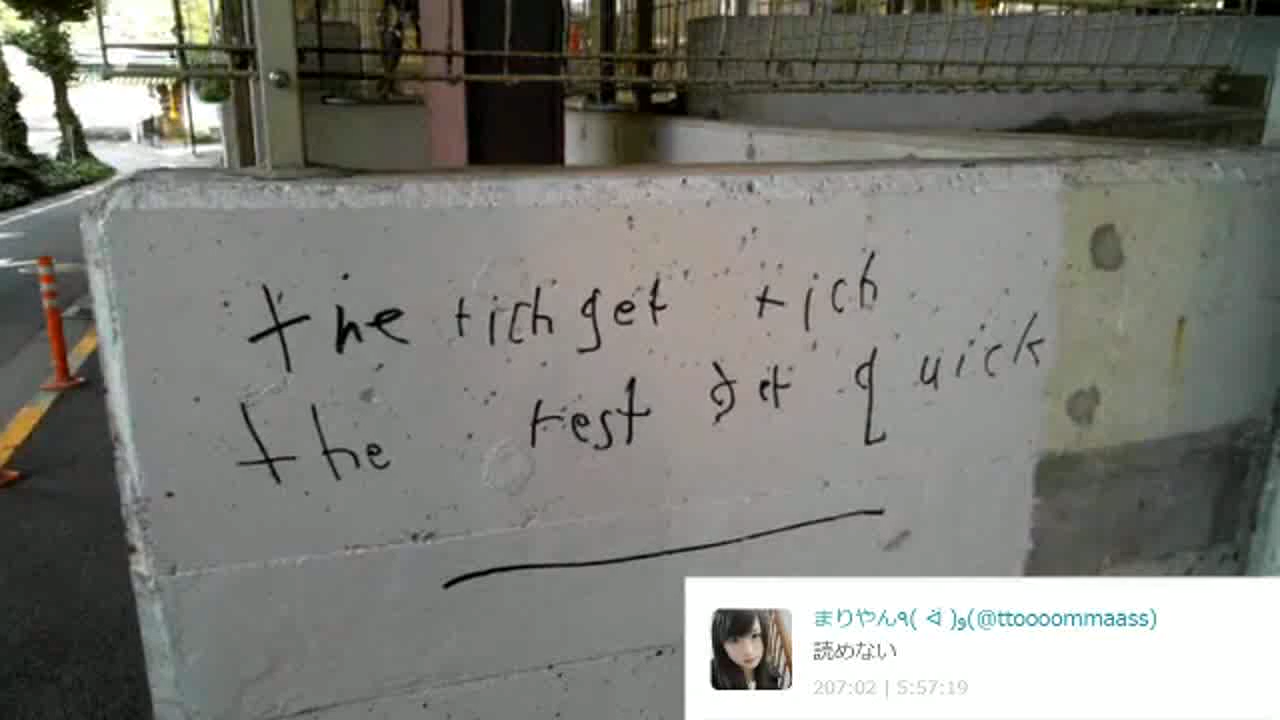 the rich get rich
the rest get quick
まりやん٩( ᐛ )و(@ttoooommaass)
読めない
207:02 | 5:57:19